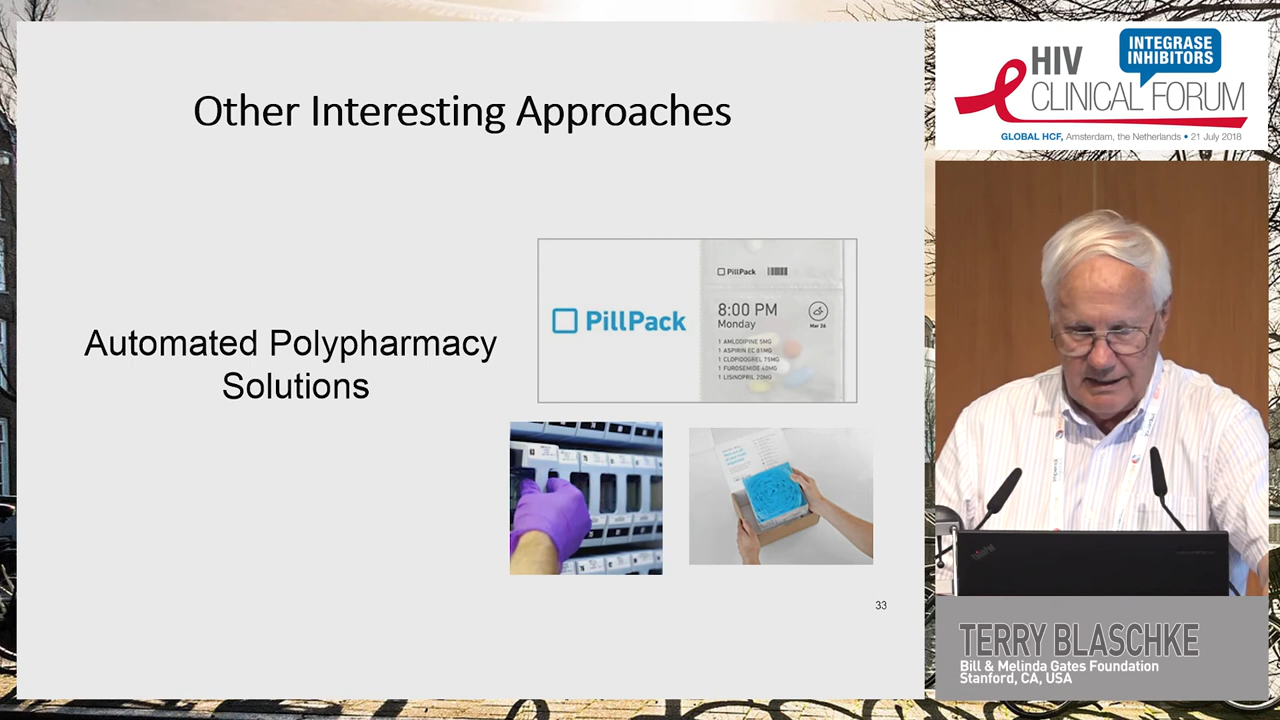 Other Interesting Approaches
Automated Polypharmacy
Solutions
PillPack
PillPack
8:00 PM
Monday
Mar 26
1 AMLODIPINE 5MG
1 ASPIRIN EC 81MG
1 CLOPIDOGREL 75MG
1 FUROSEMIDE 40MG
1 LISINOPRIL 20MG
33
HIV
INTEGRASE
INHIBITORS
CLINICAL FORUM
GLOBAL HCF, Amsterdam, the Netherlands • 21 July 2018
ThinkPad
TERRY BLASCHKE
Bill & Melinda Gates Foundation
Stanford, CA, USA